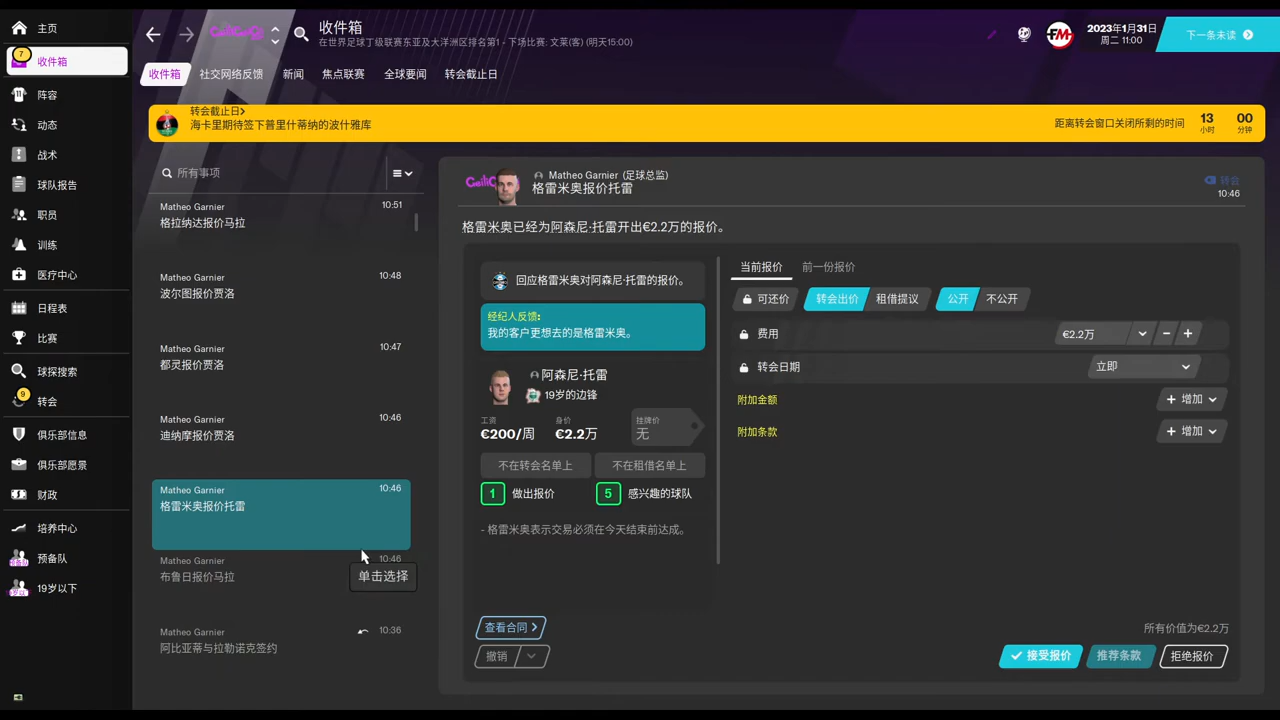 主页
7
收件箱
阵容
动态
战术
球队报告
职员
训练
医疗中心
日程表
比赛
球探搜索
9
转会
俱乐部信息
俱乐部愿景
财政
培养中心
预备队
19岁以下
收件箱
在世界足球丁级联赛东亚及大洋洲区排名第1 - 下场比赛: 文莱(客) (明天15:00)
FM
2023年1月31日
周二 11:00
下一条未读
收件箱
社交网络反馈
新闻
焦点联赛
全球要闻
转会截止日
转会截止日>
海卡里期待签下普里什蒂纳的波什雅库
距离转会窗口关闭所剩的时间
13
小时
00
分钟
所有事项
Matheo Garnier
10:51
格拉纳达报价马拉
Matheo Garnier
10:48
波尔图报价贾洛
Matheo Garnier
10:47
都灵报价贾洛
Matheo Garnier
10:46
迪纳摩报价贾洛
Matheo Garnier
10:46
格雷米奥报价托雷
Matheo Garnier
10:46
布鲁日报价马拉
单击选择
Matheo Garnier
10:36
阿比亚蒂与拉勒诺克签约
Matheo Garnier (足球总监)
格雷米奥报价托雷
转会
10:46
格雷米奥已经为阿森尼·托雷开出€2.2万的报价。
回应格雷米奥对阿森尼·托雷的报价。
经纪人反馈:
我的客户更想去的是格雷米奥。
阿森尼·托雷
19岁的边锋
工资
€200/周
身价
€2.2万
挂牌价
无
不在转会名单上
不在租借名单上
1
做出报价
5
感兴趣的球队
- 格雷米奥表示交易必须在今天结束前达成。
查看合同
撤销
当前报价
前一份报价
可还价
转会出价
租借提议
公开
不公开
费用
€2.2万
转会日期
立即
附加金额
+ 增加
附加条款
+ 增加
所有价值为€2.2万
接受报价
推荐条款
拒绝报价